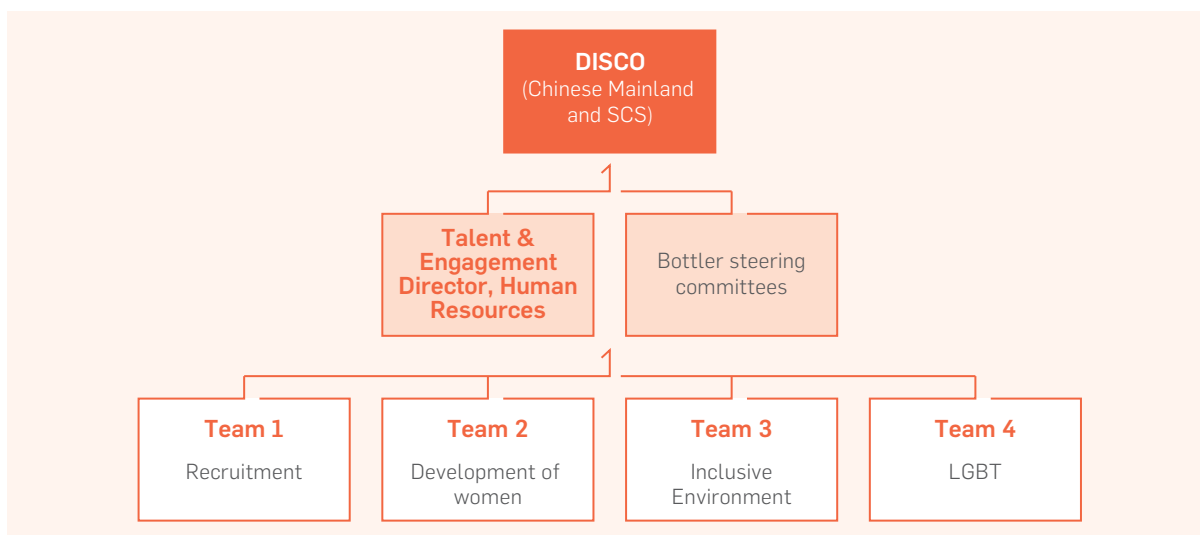 DISCO
(Chinese Mainland
and SCS)
Talent &
Engagement
Director, Human
Resources
Bottler steering
committees
Team 1
Recruitment
Team 2
Development of
women
Team 3
Inclusive
Environment
Team 4
LGBT